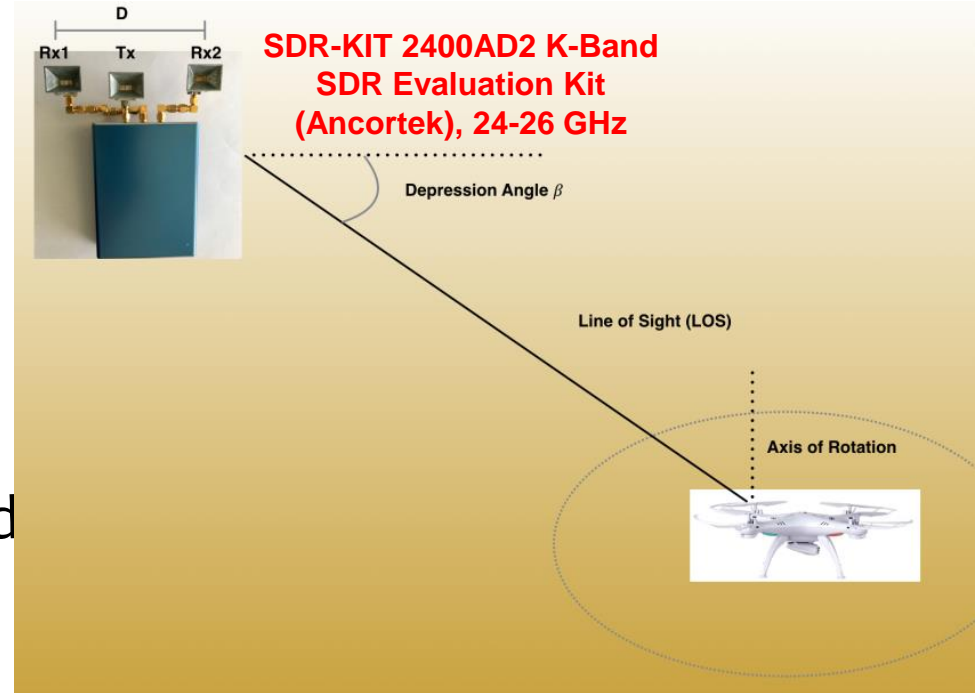 D
Rx1 Tx Rx2
SDR-KIT 2400AD2 K-Band
SDR Evaluation Kit
(Ancortek), 24-26 GHz
Depression Angle β
Line of Sight (LOS)
Axis of Rotation
d